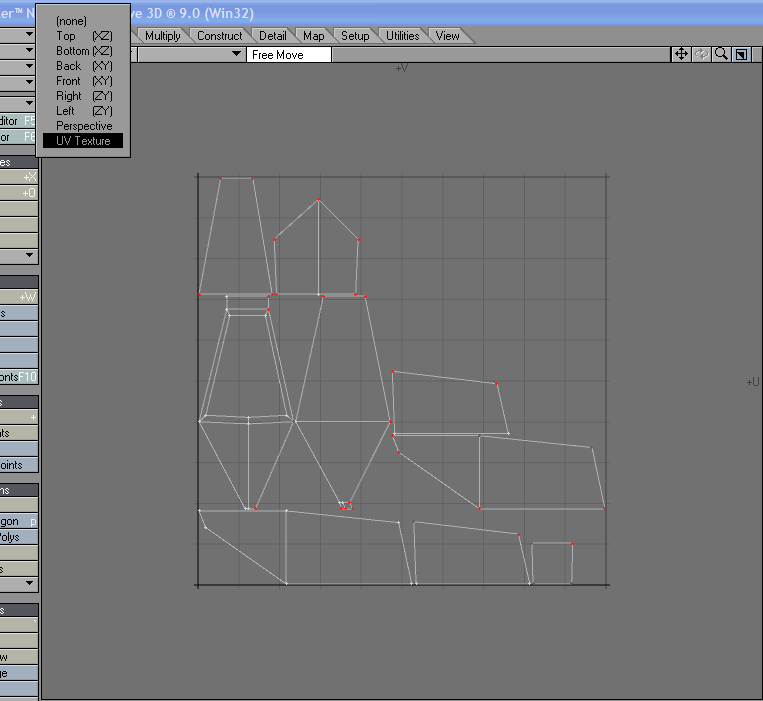 er™ N ve 3D ® 9.0 (Win32)
(none)
Top (XZ)
Bottom (XZ)
Back (XY)
Front (XY)
Right (ZY)
Left (ZY)
Perspective
UV Texture
Multiply Construct Detail Map Setup Utilities View
Free Move
+V
+U
ditor F5
or F6
es
+X
+O
+W
s
onts F10
s
+
ts
oints
ns
gon p
Polys
s
s
w
ge